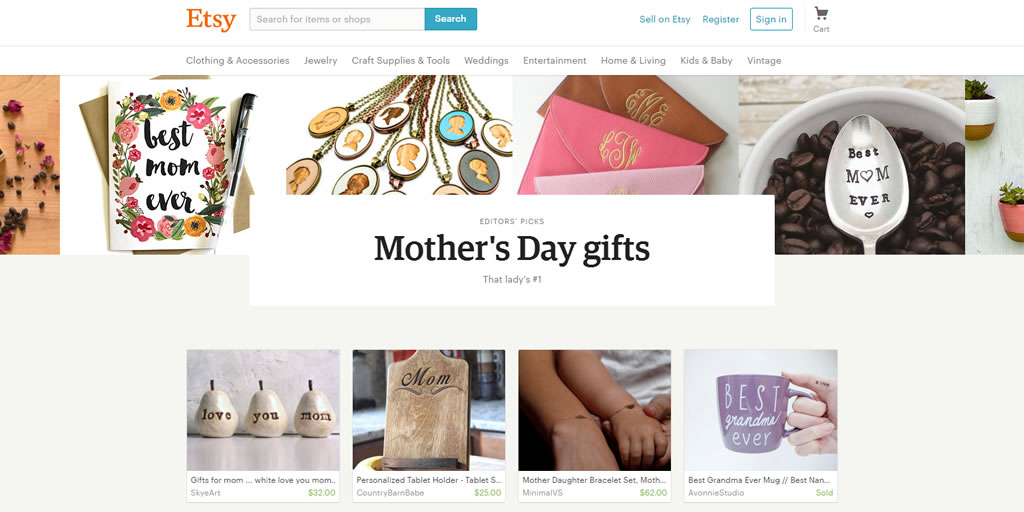 Etsy
Search for items or shops
Search
Sell on Etsy
Register
Sign in
Cart
Clothing & Accessories
Jewelry
Craft Supplies & Tools
Weddings
Entertainment
Home & Living
Kids & Baby
Vintage
best
mom
ever
Best
M♡M
EVER
EDITORS' PICKS
Mother's Day gifts
That lady's #1
love
you
mom
Mom
BEST
grandma
ever
Gifts for mom ... white love you mom..
SkyeArt
$32.00
Personalized Tablet Holder - Tablet S...
CountryBarnBabe
$25.00
Mother Daughter Bracelet Set, Moth...
MinimalVS
$62.00
Best Grandma Ever Mug // Best Nan...
AvonnieStudio
Sold